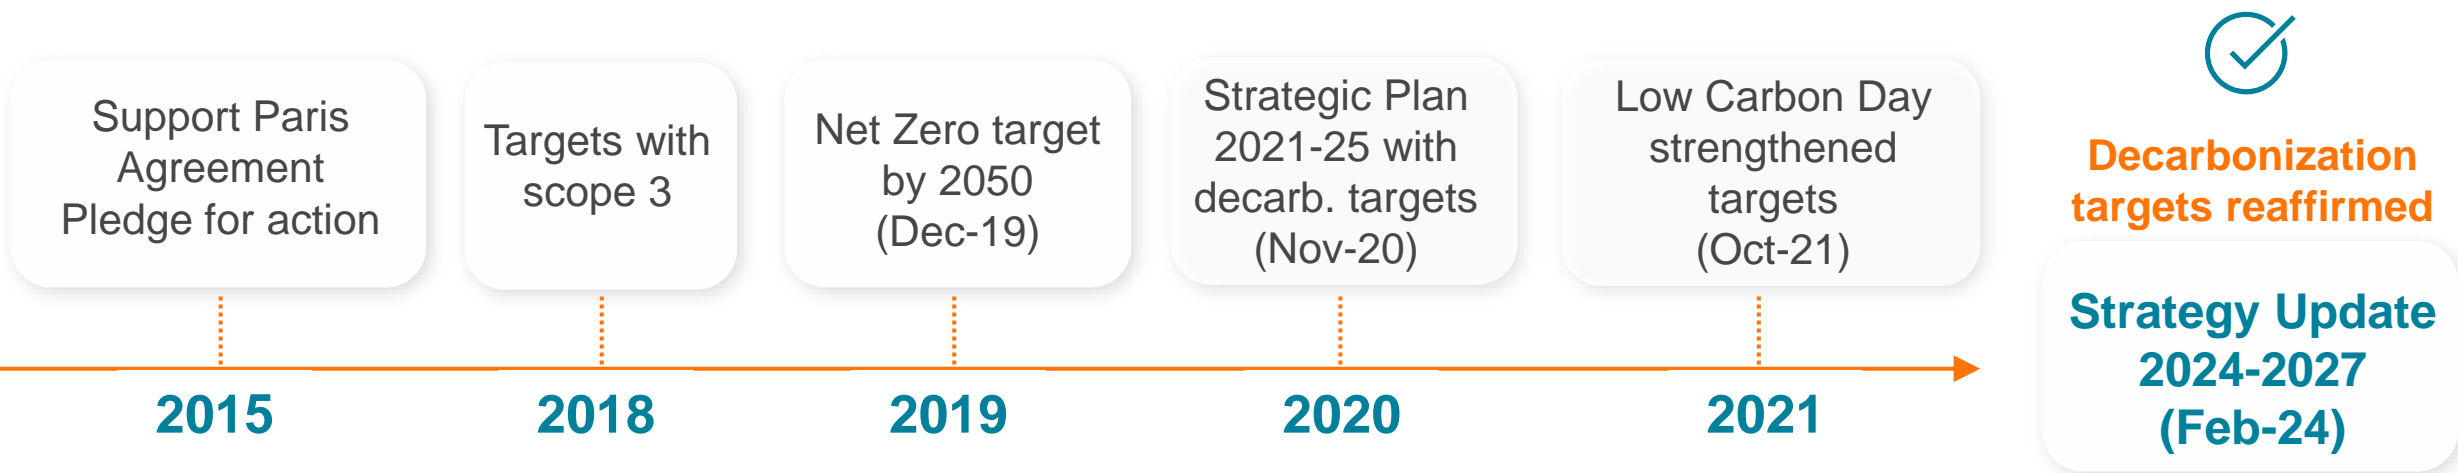 Support Paris
Agreement
Pledge for action
2015
Targets with
scope 3
2018
Net Zero target
by 2050
(Dec-19)
2019
Strategic Plan
2021-25 with
decarb. targets
(Nov-20)
2020
Low Carbon Day
strengthened
targets
(Oct-21)
2021
Decarbonization
targets reaffirmed
Strategy Update
2024-2027
(Feb-24)